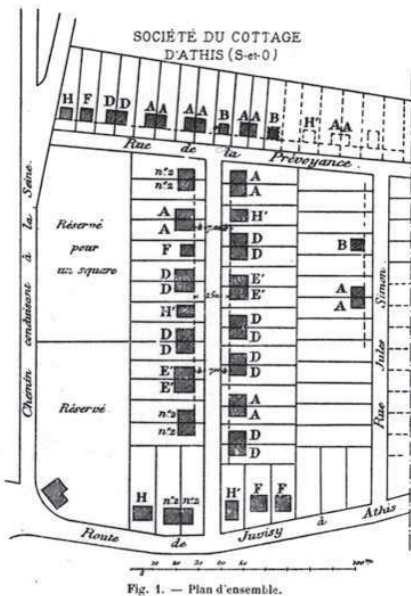 SOCIÉTÉ DU COTTAGE
D'ATHIS (S-et-O)
H F D D A A A A B A A B H' A A
Rue de la Prévoyance
Chemin conduisant à la Seine.
Réservé
pour
un square
Réservé
n°2
n°2
A
A
F
D
D
H'
D
D
E'
E'
n°2
n°2
H
n°2 n°2
A
A
H'
D
D
E'
E'
D
D
D
D
A
A
D
D
H' F F
B
A
A
Rue Jules Simon
Route de Juvisy à Athis
Fig. 1. — Plan d'ensemble.